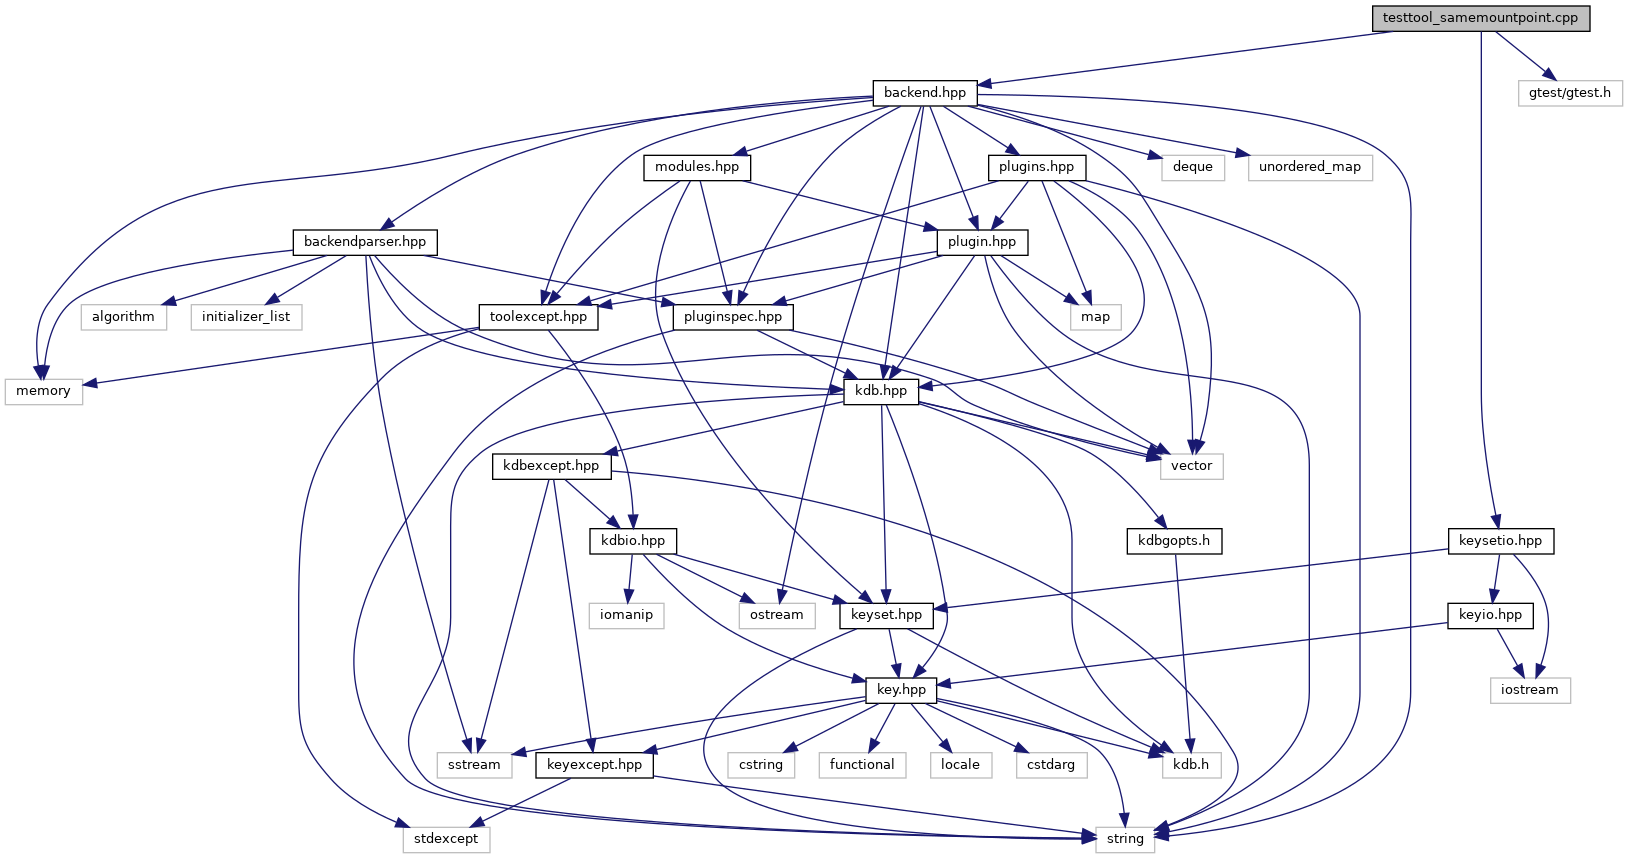 testtool_samemountpoint.cpp
backend.hpp
gtest/gtest.h
modules.hpp
plugins.hpp
deque
unordered_map
backendparser.hpp
plugin.hpp
algorithm
initializer_list
toolexcept.hpp
pluginspec.hpp
map
memory
kdb.hpp
kdbexcept.hpp
vector
kdbio.hpp
kdbgopts.h
keysetio.hpp
iomanip
ostream
keyset.hpp
keyio.hpp
key.hpp
iostream
sstream
keyexcept.hpp
cstring
functional
locale
cstdarg
kdb.h
stdexcept
string